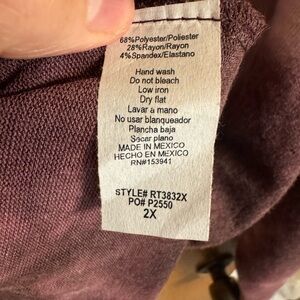 68%Polyester/Poliester
28%Rayon/Rayon
4%Spandex/Elastano
Hand wash
Do not bleach
Low iron
Dry flat
Lavar a mano
No usar blanqueador
Plancha baja
Secar plano
MADE IN MEXICO
HECHO EN MEXICO
RN#153941
STYLE# RT3832X
PO# P2550
2X